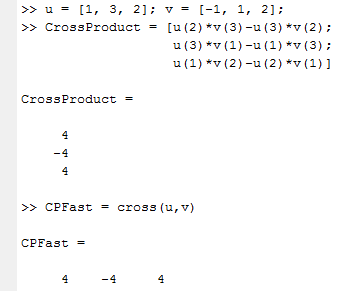 >> u = [1, 3, 2]; v = [-1, 1, 2];
>> CrossProduct = [u(2)*v(3)-u(3)*v(2);
u(3)*v(1)-u(1)*v(3);
u(1)*v(2)-u(2)*v(1)]
CrossProduct =
4
-4
4
>> CPFast = cross(u,v)
CPFast =
4 -4 4